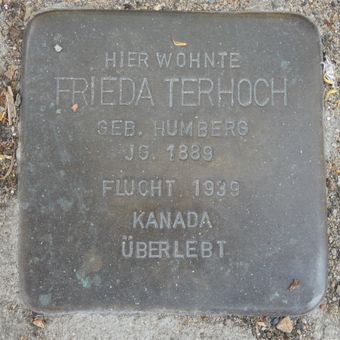 HIER WOHNTE
FRIEDA TERHOCH
GEB. HUMBERG
JG. 1889
FLUCHT 1939
KANADA
ÜBERLEBT